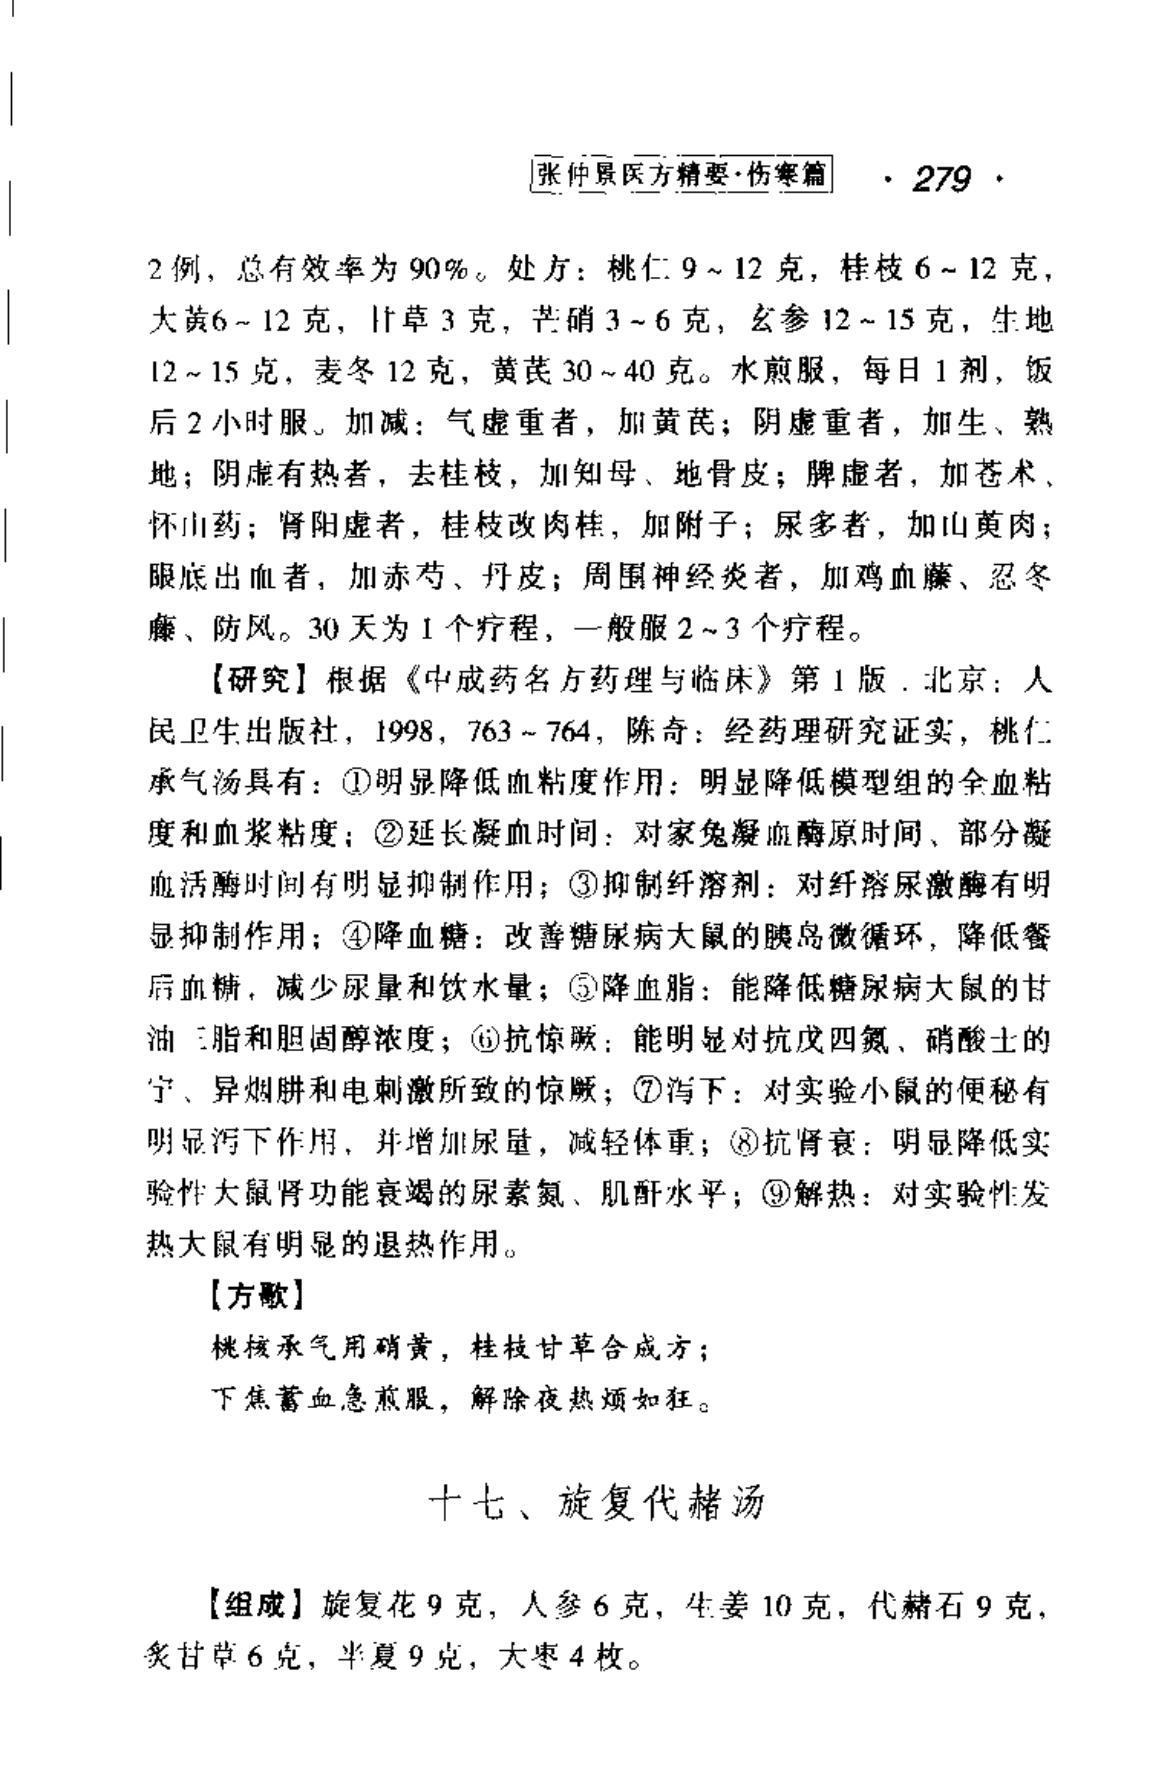 张仲景医方精要·伤寒篇 · 279 ·
2例，总有效率为90%。处方：桃仁9~12克，桂枝6~12克，
大黄6~12克，甘草3克，芒硝3~6克，玄参12~15克，生地
12~15克，麦冬12克，黄芪30~40克。水煎服，每日1剂，饭
后2小时服。加减：气虚重者，加黄芪；阴虚重者，加生、熟
地；阴虚有热者，去桂枝，加知母、地骨皮；脾虚者，加苍术、
怀山药；肾阳虚者，桂枝改肉桂，加附子；尿多者，加山萸肉；
眼底出血者，加赤芍、丹皮；周围神经炎者，加鸡血藤、忍冬
藤、防风。30天为1个疗程，一般服2~3个疗程。
【研究】根据《中成药名方药理与临床》第1版．北京：人
民卫生出版社，1998，763~764，陈奇：经药理研究证实，桃仁
承气汤具有：①明显降低血粘度作用：明显降低模型组的全血粘
度和血浆粘度；②延长凝血时间：对家兔凝血酶原时间、部分凝
血活酶时间有明显抑制作用；③抑制纤溶剂：对纤溶尿激酶有明
显抑制作用；④降血糖：改善糖尿病大鼠的胰岛微循环，降低餐
后血糖，减少尿量和饮水量；⑤降血脂：能降低糖尿病大鼠的甘
油三脂和胆固醇浓度；⑥抗惊厥：能明显对抗戊四氮、硝酸士的
宁、异烟肼和电刺激所致的惊厥；⑦泻下：对实验小鼠的便秘有
明显泻下作用，并增加尿量，减轻体重；⑧抗肾衰：明显降低实
验性大鼠肾功能衰竭的尿素氮、肌酐水平；⑨解热：对实验性发
热大鼠有明显的退热作用。
【方歌】
桃核承气用硝黄，桂枝甘草合成方；
下焦蓄血急煎服，解除夜热烦如狂。
十七、旋复代赭汤
【组成】旋复花9克，人参6克，生姜10克，代赭石9克，
炙甘草6克，半夏9克，大枣4枚。